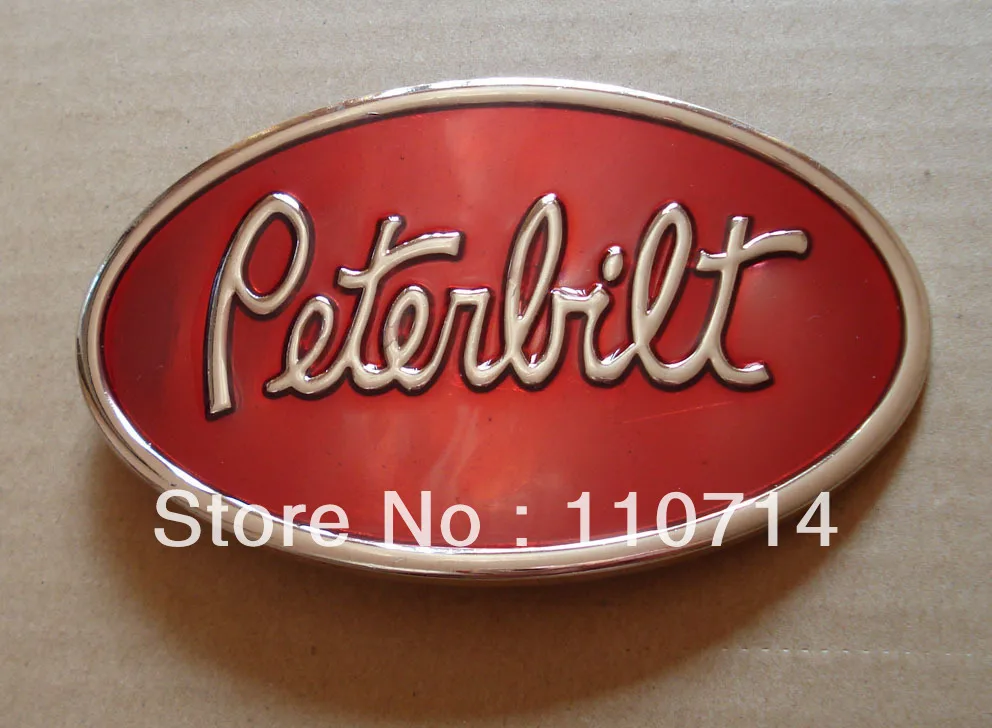 Peterbilt
Store No : 110714